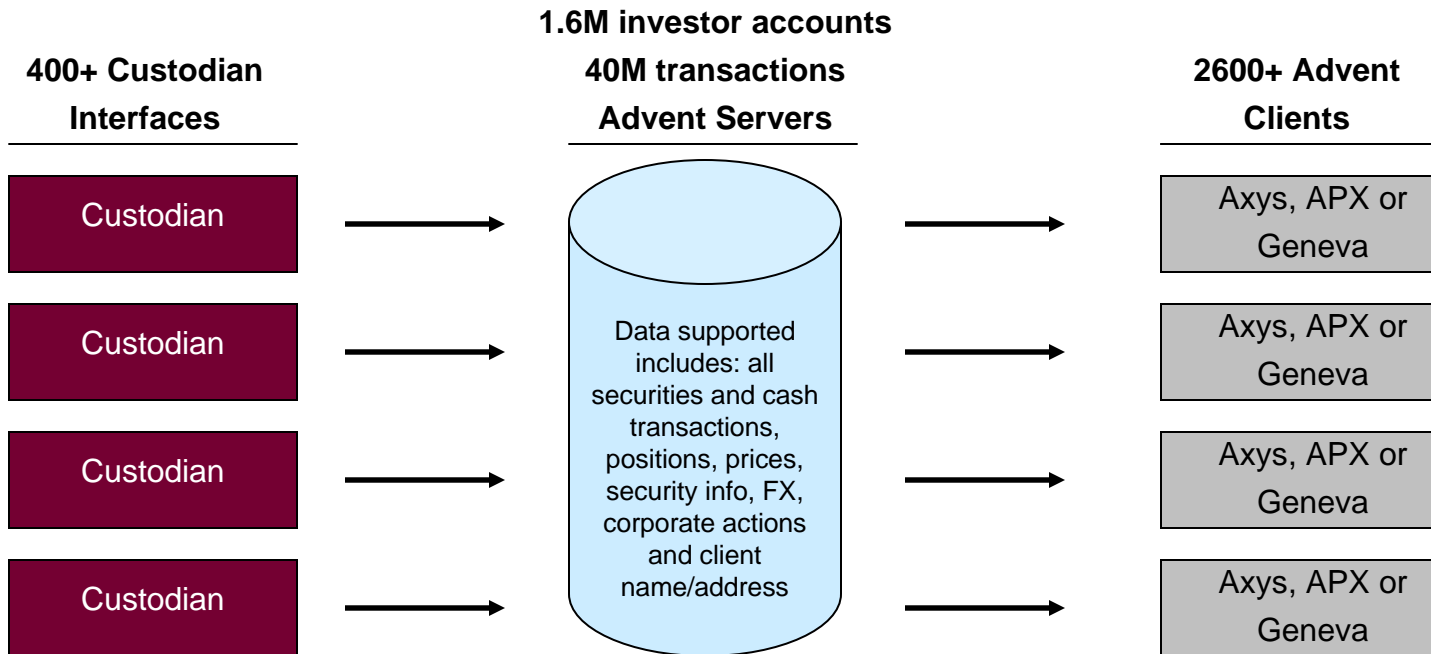 1.6M investor accounts
400+ Custodian
Interfaces
40M transactions
Advent Servers
2600+ Advent
Clients
Custodian
Custodian
Custodian
Custodian
Data supported
includes: all
securities and cash
transactions,
positions, prices,
security info, FX,
corporate actions
and client
name/address
Axys, APX or
Geneva
Axys, APX or
Geneva
Axys, APX or
Geneva
Axys, APX or
Geneva